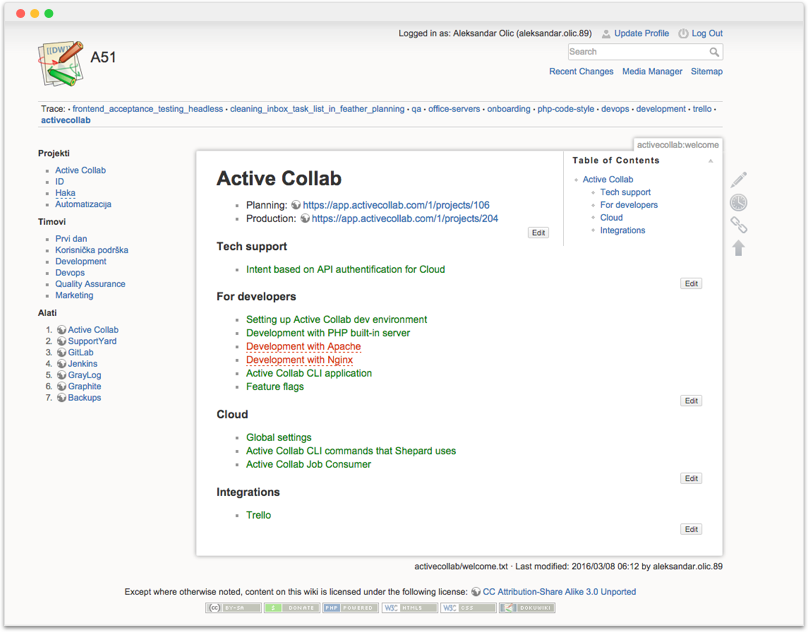 Logged in as: Aleksandar Olic (aleksandar.olic.89) Update Profile Log Out
[[DW]]
A51
Search
Recent Changes Media Manager Sitemap
Trace: • frontend_acceptance_testing_headless • cleaning_inbox_task_list_in_feather_planning • qa • office-servers • onboarding • php-code-style • devops • development • trello •
activecollab
activecollab:welcome
Projekti
Active Collab
ID
Haka
Automatizacija
Timovi
Prvi dan
Korisnička podrška
Development
Devops
Quality Assurance
Marketing
Alati
1. Active Collab
2. SupportYard
3. GitLab
4. Jenkins
5. GrayLog
6. Graphite
7. Backups
Active Collab
Planning: https://app.activecollab.com/1/projects/106
Production: https://app.activecollab.com/1/projects/204
Edit
Table of Contents
Active Collab
Tech support
For developers
Cloud
Integrations
Tech support
Intent based on API authentification for Cloud
Edit
For developers
Setting up Active Collab dev environment
Development with PHP built-in server
Development with Apache
Development with Nginx
Active Collab CLI application
Feature flags
Edit
Cloud
Global settings
Active Collab CLI commands that Shepard uses
Active Collab Job Consumer
Edit
Integrations
Trello
Edit
activecollab/welcome.txt · Last modified: 2016/03/08 06:12 by aleksandar.olic.89
Except where otherwise noted, content on this wiki is licensed under the following license: CC Attribution-Share Alike 3.0 Unported
(cc) BY-SA $ DONATE PHP POWERED W3C HTML5 W3C CSS DOKUWIKI